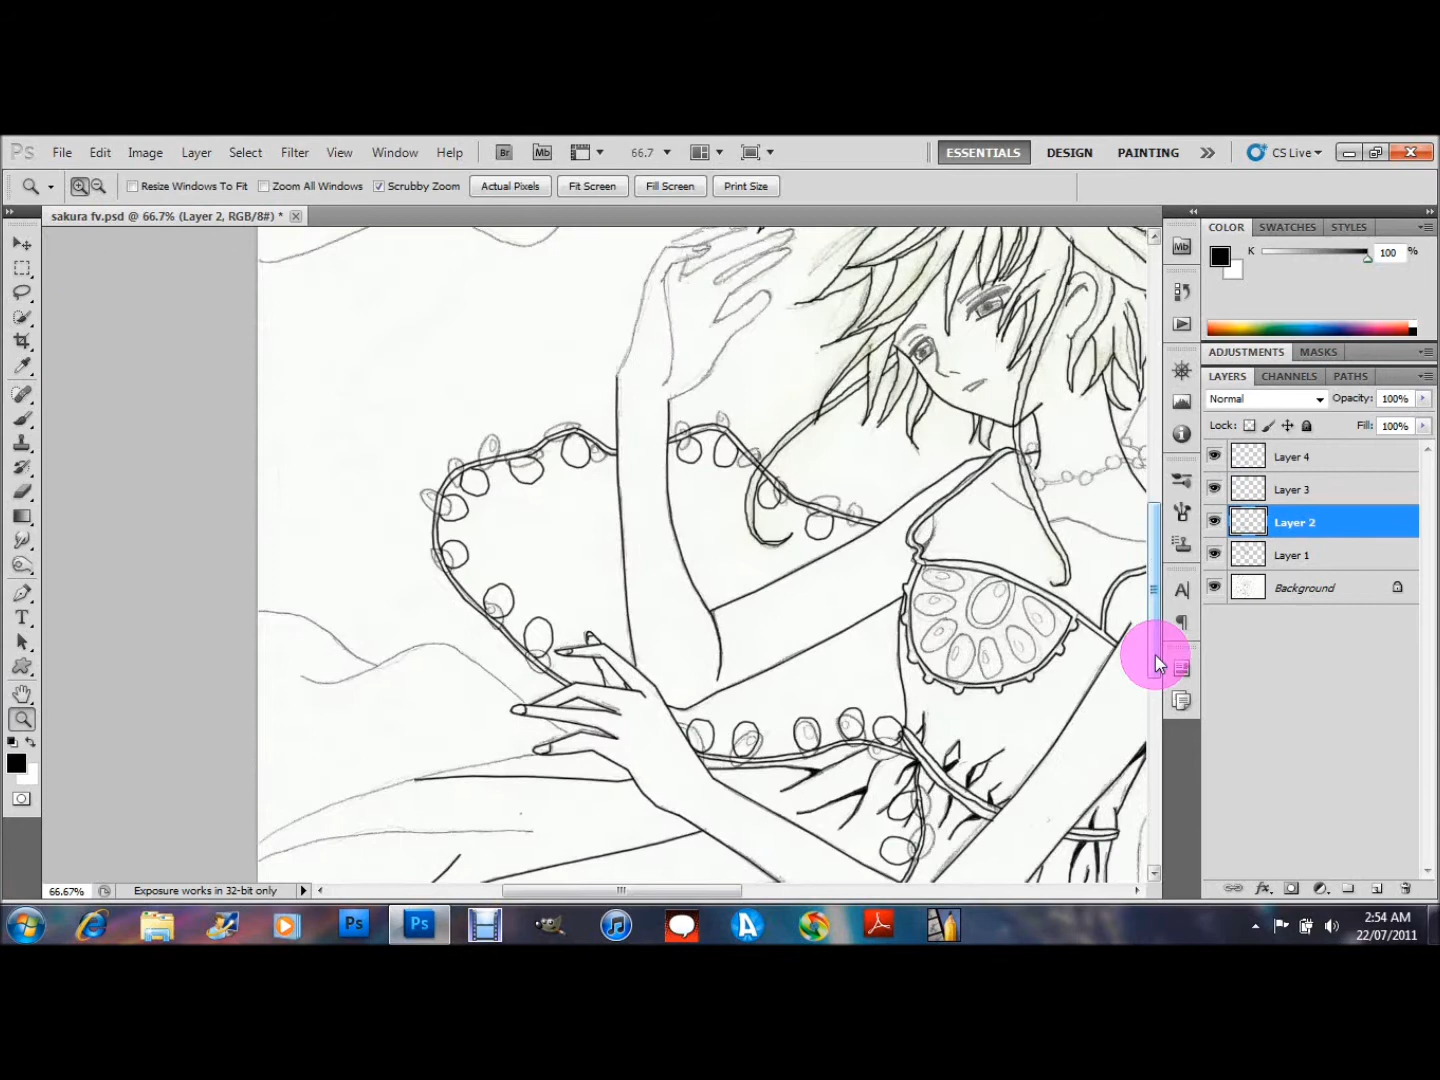 Ps File Edit Image Layer Select Filter View Window Help Br Mb 66.7 ESSENTIALS DESIGN PAINTING CS Live
Resize Windows To Fit Zoom All Windows Scrubby Zoom Actual Pixels Fit Screen Fill Screen Print Size
sakura fv.psd @ 66.7% (Layer 2, RGB/8#) *
COLOR SWATCHES STYLES
Mb
K 100 %
ADJUSTMENTS MASKS
LAYERS CHANNELS PATHS
Normal Opacity: 100%
Lock: Fill: 100%
Layer 4
Layer 3
Layer 2
Layer 1
Background
A
T
fx
66.67% Exposure works in 32-bit only
Ps Ps
2:54 AM
22/07/2011